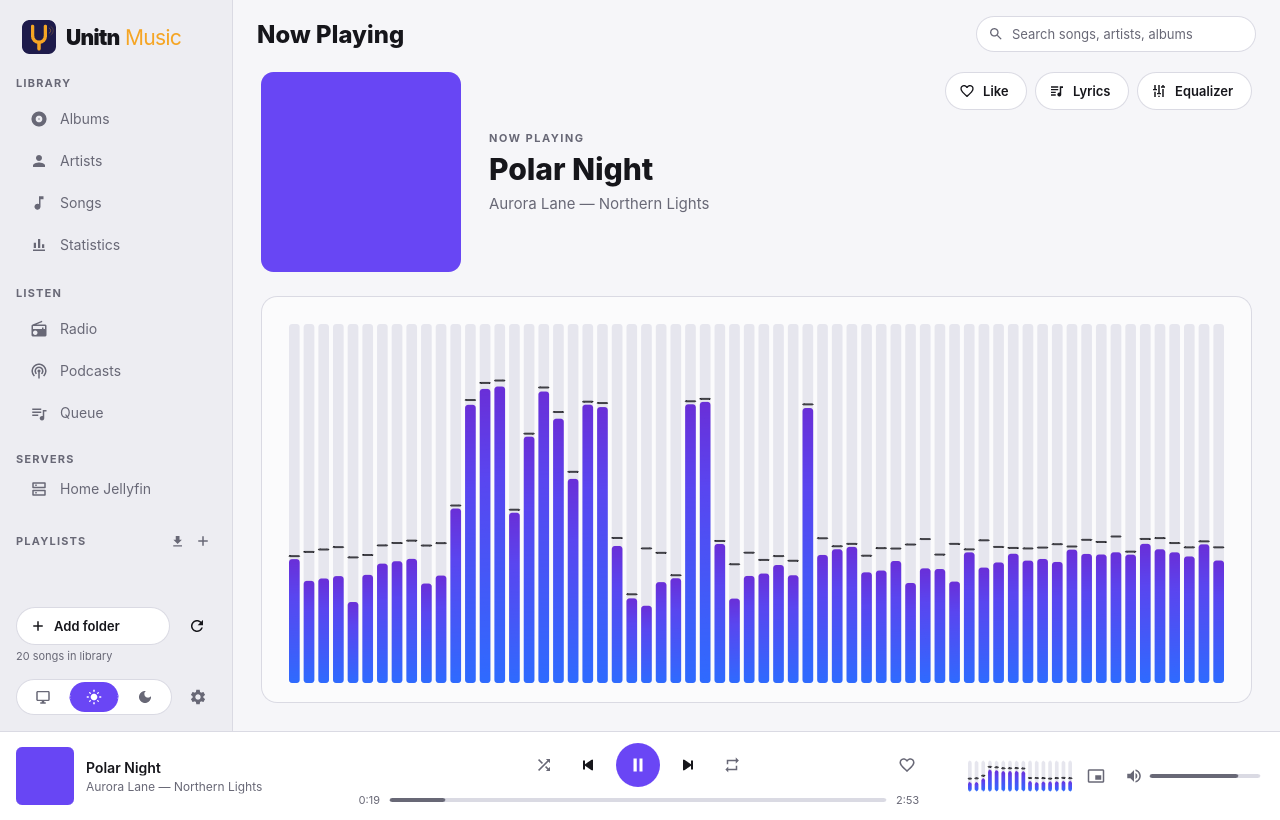 Unitn Music
LIBRARY
Albums
Artists
Songs
Statistics
LISTEN
Radio
Podcasts
Queue
SERVERS
Home Jellyfin
PLAYLISTS
Add folder
20 songs in library
Now Playing
Search songs, artists, albums
Like
Lyrics
Equalizer
NOW PLAYING
Polar Night
Aurora Lane — Northern Lights
Polar Night
Aurora Lane — Northern Lights
0:19
2:53